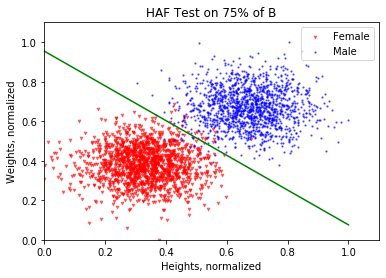 HAF Test on 75% of B
Female
Male
Weights, normalized
1.0
0.8
0.6
0.4
0.2
0.0
0.0 0.2 0.4 0.6 0.8 1.0
Heights, normalized